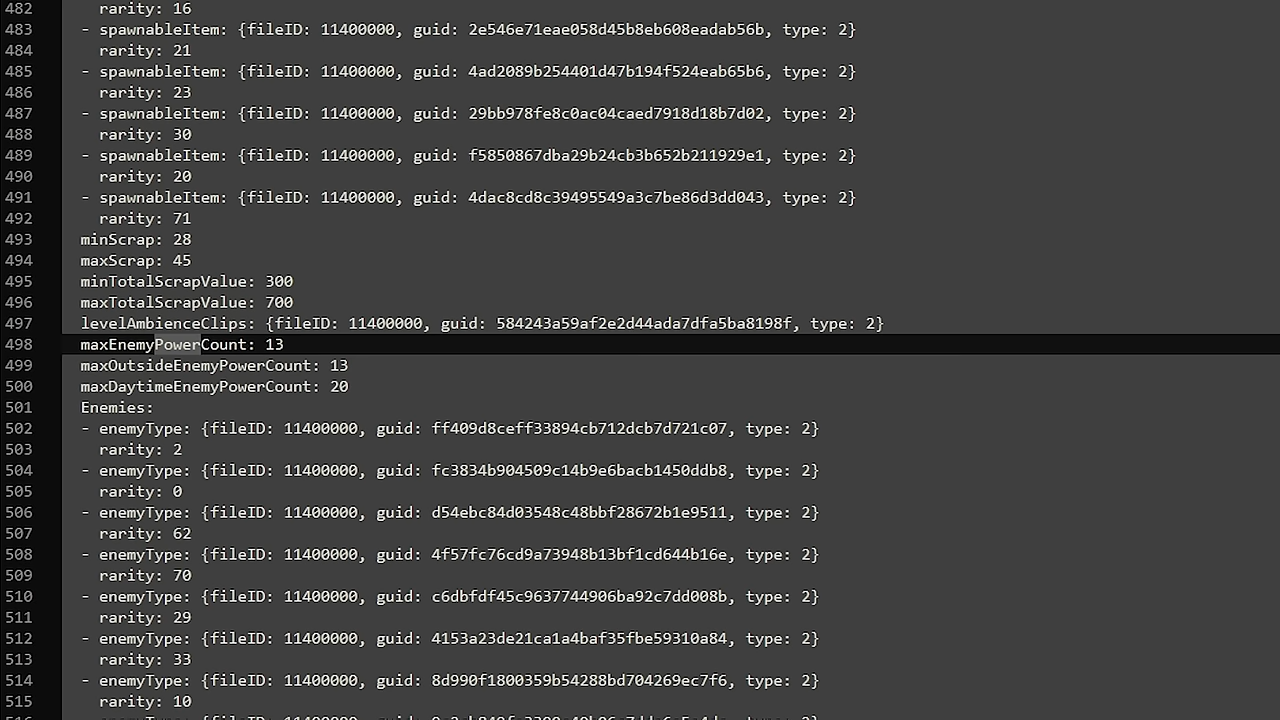 482 rarity: 16
483 - spawnableItem: {fileID: 11400000, guid: 2e546e71eae058d45b8eb608eadab56b, type: 2}
484 rarity: 21
485 - spawnableItem: {fileID: 11400000, guid: 4ad2089b254401d47b194f524eab65b6, type: 2}
486 rarity: 23
487 - spawnableItem: {fileID: 11400000, guid: 29bb978fe8c0ac04caed7918d18b7d02, type: 2}
488 rarity: 30
489 - spawnableItem: {fileID: 11400000, guid: f5850867dba29b24cb3b652b211929e1, type: 2}
490 rarity: 20
491 - spawnableItem: {fileID: 11400000, guid: 4dac8cd8c39495549a3c7be86d3dd043, type: 2}
492 rarity: 71
493 minScrap: 28
494 maxScrap: 45
495 minTotalScrapValue: 300
496 maxTotalScrapValue: 700
497 levelAmbienceClips: {fileID: 11400000, guid: 584243a59af2e2d44ada7dfa5ba8198f, type: 2}
498 maxEnemyPowerCount: 13
499 maxOutsideEnemyPowerCount: 13
500 maxDaytimeEnemyPowerCount: 20
501 Enemies:
502 - enemyType: {fileID: 11400000, guid: ff409d8ceff33894cb712dcb7d721c07, type: 2}
503 rarity: 2
504 - enemyType: {fileID: 11400000, guid: fc3834b904509c14b9e6bacb1450ddb8, type: 2}
505 rarity: 0
506 - enemyType: {fileID: 11400000, guid: d54ebc84d03548c48bbf28672b1e9511, type: 2}
507 rarity: 62
508 - enemyType: {fileID: 11400000, guid: 4f57fc76cd9a73948b13bf1cd644b16e, type: 2}
509 rarity: 70
510 - enemyType: {fileID: 11400000, guid: c6dbfdf45c9637744906ba92c7dd008b, type: 2}
511 rarity: 29
512 - enemyType: {fileID: 11400000, guid: 4153a23de21ca1a4baf35fbe59310a84, type: 2}
513 rarity: 33
514 - enemyType: {fileID: 11400000, guid: 8d990f1800359b54288bd704269ec7f6, type: 2}
515 rarity: 10